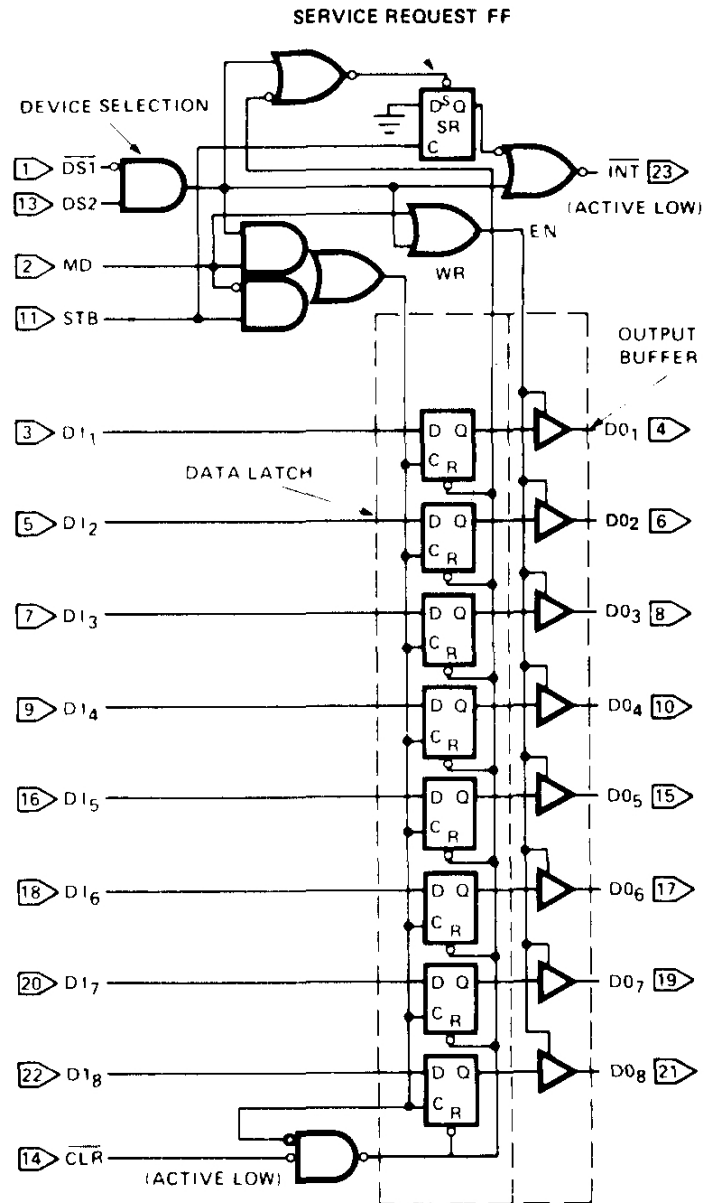 SERVICE REQUEST FF
DEVICE SELECTION
D S Q
SR
C
1 DS1
13 DS2
INT 23
(ACTIVE LOW)
EN
2 MD
WR
11 STB
OUTPUT
BUFFER
3 DI1
D Q
C R
DO1 4
DATA LATCH
5 DI2
D Q
C R
DO2 6
7 DI3
D Q
C R
DO3 8
9 DI4
D Q
C R
DO4 10
16 DI5
D Q
C R
DO5 15
18 DI6
D Q
C R
DO6 17
20 DI7
D Q
C R
DO7 19
22 DI8
D Q
C R
DO8 21
14 CLR
(ACTIVE LOW)